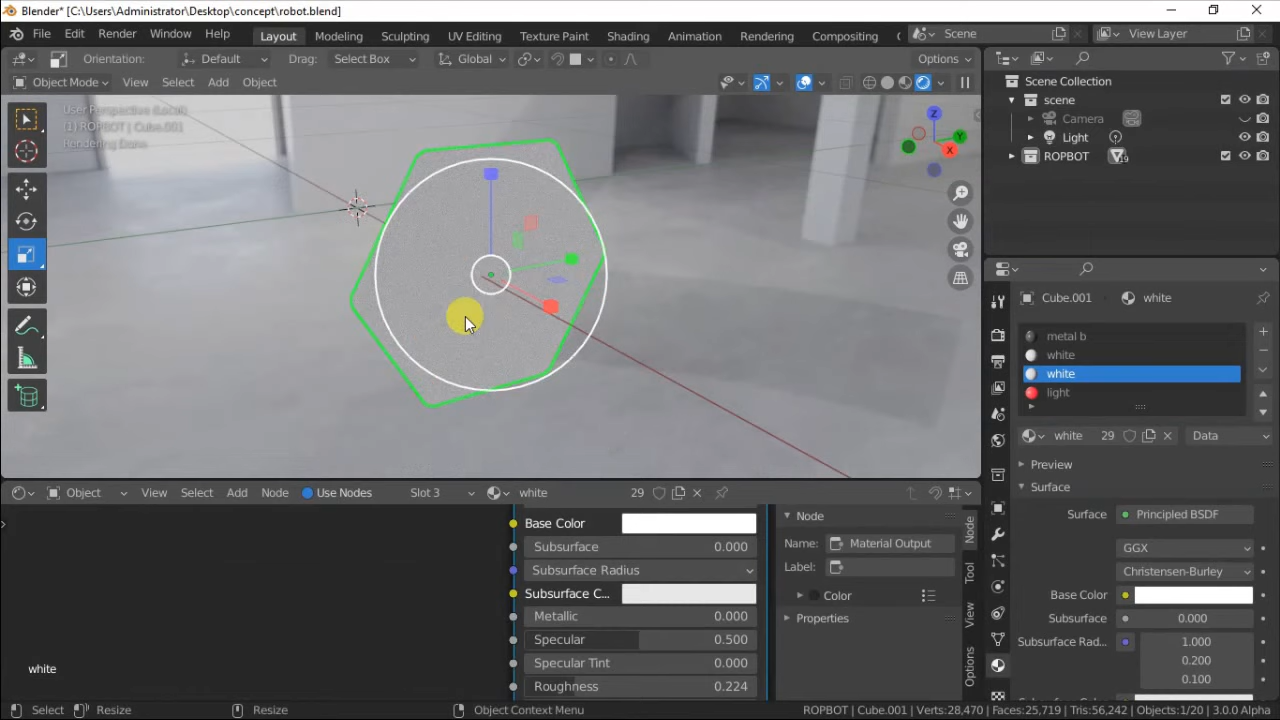 Blender* [C:\Users\Administrator\Desktop\concept\robot.blend]
File Edit Render Window Help Layout Modeling Sculpting UV Editing Texture Paint Shading Animation Rendering Compositing Scene View Layer
Orientation: Default Drag: Select Box Global Options
Object Mode View Select Add Object
User Perspective (Local)
(1) ROPBOT | Cube.001
Rendering Done
Z
Y
X
Scene Collection
scene
Camera
Light
ROPBOT 19
Cube.001 white
metal b
white
white
light
white 29 Data
Preview
Surface
Surface Principled BSDF
GGX
Christensen-Burley
Base Color
Subsurface 0.000
Subsurface Rad... 1.000
0.200
0.100
Object View Select Add Node Use Nodes Slot 3 white 29
Base Color
Subsurface 0.000
Subsurface Radius
Subsurface C...
Metallic 0.000
Specular 0.500
Specular Tint 0.000
Roughness 0.224
Node
Name: Material Output
Label:
Color
Properties
Node
Tool
View
Options
white
Select Resize Resize Object Context Menu ROPBOT | Cube.001 | Verts:28,470 | Faces:25,719 | Tris:56,242 | Objects:1/20 | 3.0.0 Alpha